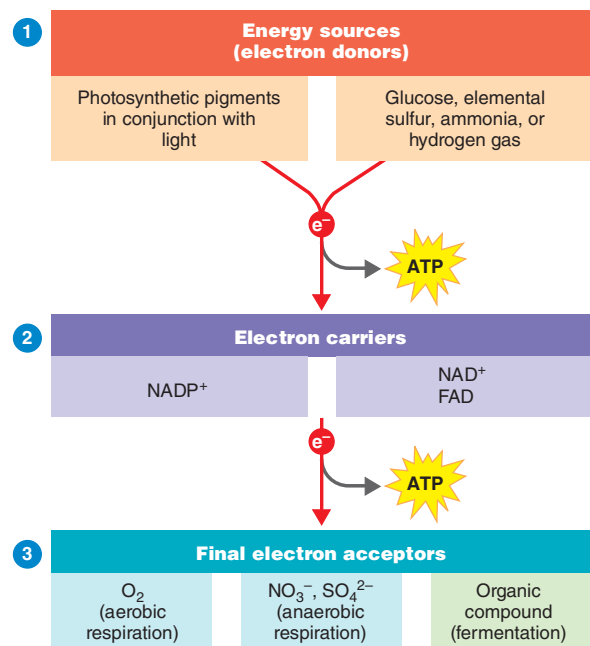 1
Energy sources
(electron donors)
Photosynthetic pigments
in conjunction with
light
Glucose, elemental
sulfur, ammonia, or
hydrogen gas
e⁻
ATP
2
Electron carriers
NADP⁺
NAD⁺
FAD
e⁻
ATP
3
Final electron acceptors
O₂
(aerobic
respiration)
NO₃⁻, SO₄²⁻
(anaerobic
respiration)
Organic
compound
(fermentation)